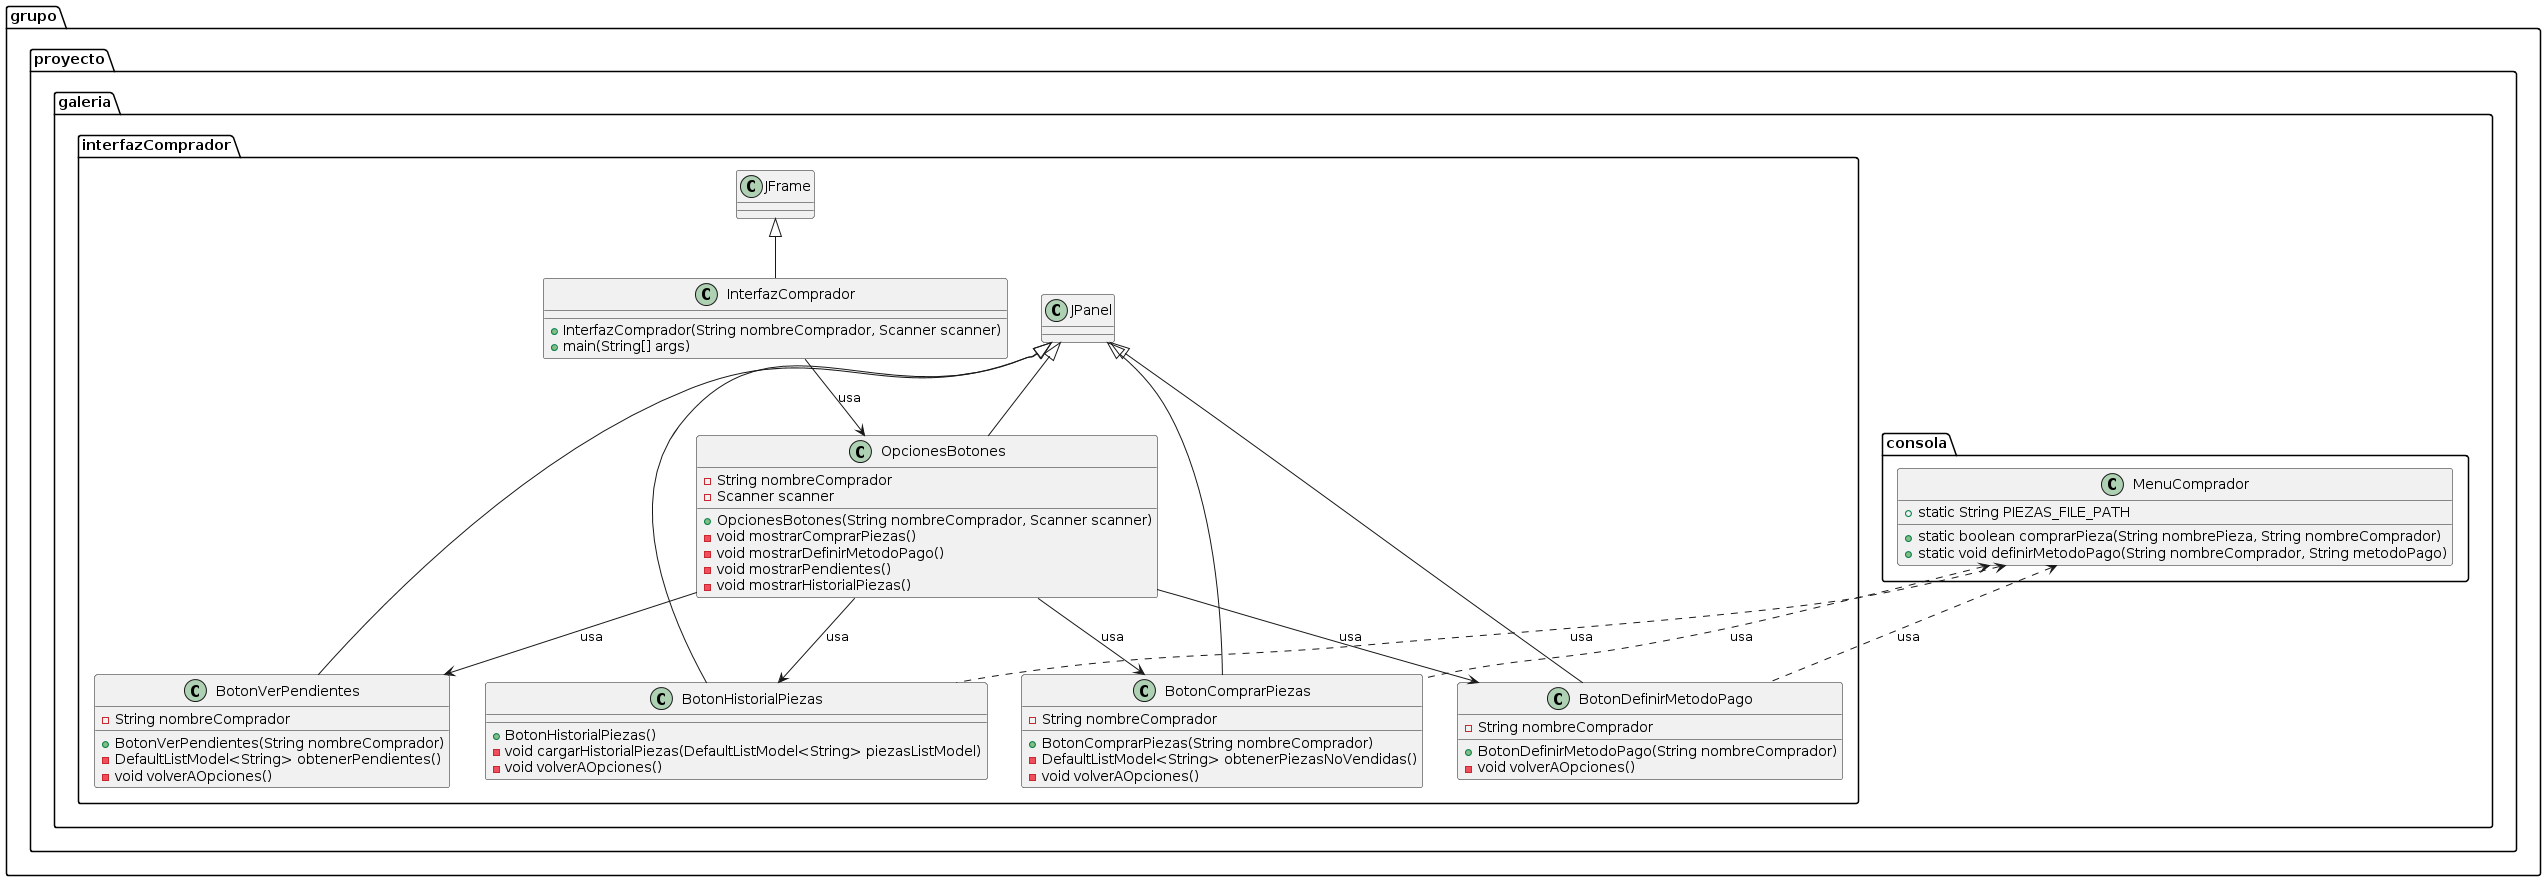 grupo
proyecto
galeria
interfazComprador
JFrame
InterfazComprador
InterfazComprador(String nombreComprador, Scanner scanner)
main(String[] args)
JPanel
usa
OpcionesBotones
String nombreComprador
Scanner scanner
OpcionesBotones(String nombreComprador, Scanner scanner)
void mostrarComprarPiezas()
void mostrarDefinirMetodoPago()
void mostrarPendientes()
void mostrarHistorialPiezas()
consola
MenuComprador
static String PIEZAS_FILE_PATH
static boolean comprarPieza(String nombrePieza, String nombreComprador)
static void definirMetodoPago(String nombreComprador, String metodoPago)
usa
usa
usa
usa
usa
usa
usa
BotonVerPendientes
String nombreComprador
BotonVerPendientes(String nombreComprador)
DefaultListModel<String> obtenerPendientes()
void volverAOpciones()
BotonHistorialPiezas
BotonHistorialPiezas()
void cargarHistorialPiezas(DefaultListModel<String> piezasListModel)
void volverAOpciones()
BotonComprarPiezas
String nombreComprador
BotonComprarPiezas(String nombreComprador)
DefaultListModel<String> obtenerPiezasNoVendidas()
void volverAOpciones()
BotonDefinirMetodoPago
String nombreComprador
BotonDefinirMetodoPago(String nombreComprador)
void volverAOpciones()